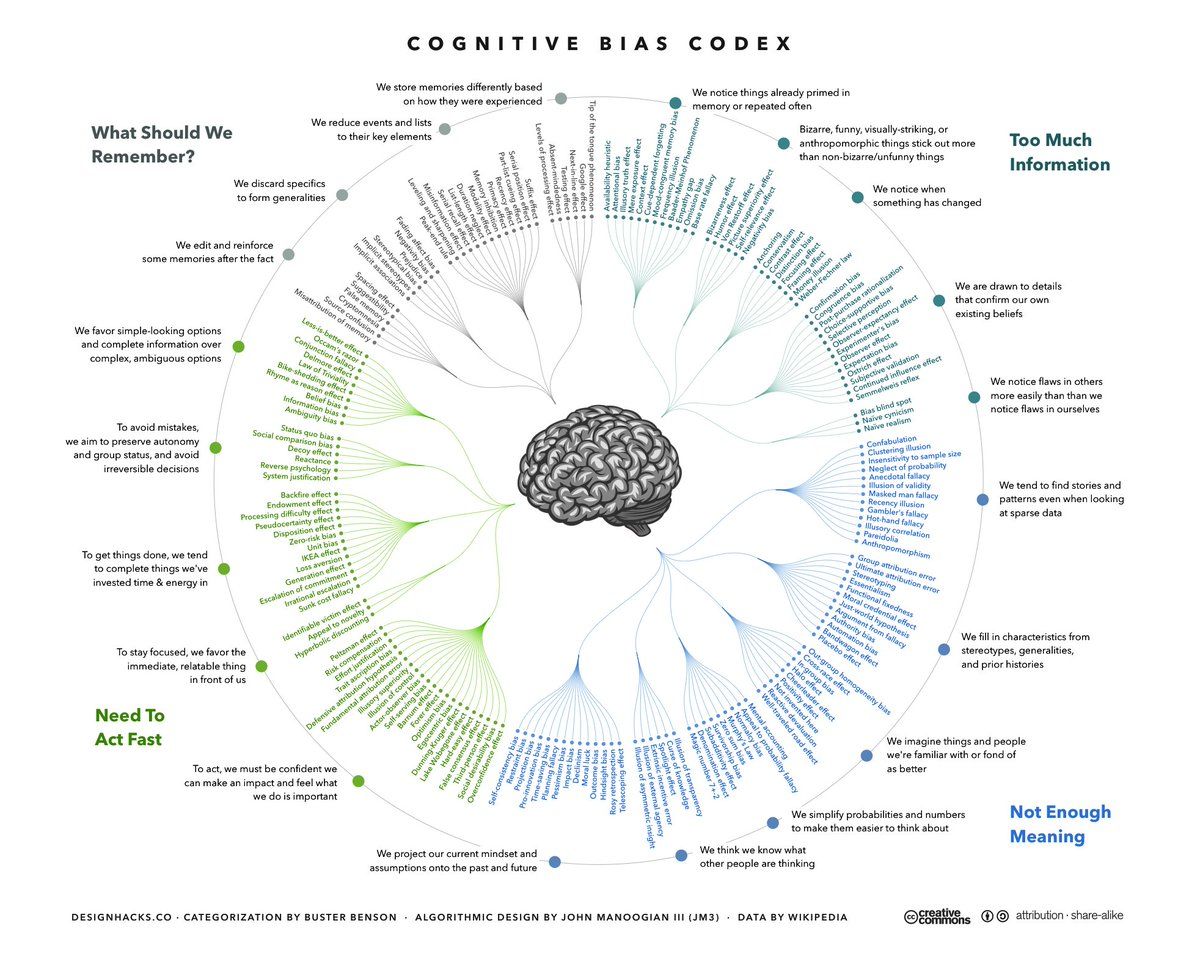 COGNITIVE BIAS CODEX
What Should We
Remember?
We store memories differently based
on how they were experienced
Tip of the tongue phenomenon
Google effect
Next-in-line effect
Testing effect
Absent-mindedness
Levels of processing effect
We reduce events and lists
to their key elements
Suffix effect
Serial position effect
Part-list cueing effect
Recency effect
Primacy effect
Memory inhibition
Modality effect
Duration neglect
List-length effect
Serial recall effect
Misinformation effect
Leveling and sharpening
Peak-end rule
We discard specifics
to form generalities
Fading affect bias
Negativity bias
Prejudice
Stereotypical bias
Implicit stereotypes
Implicit associations
We edit and reinforce
some memories after the fact
Spacing effect
Suggestibility
False memory
Cryptomnesia
Source confusion
Misattribution of memory
Too Much
Information
We notice things already primed in
memory or repeated often
Availability heuristic
Attentional bias
Illusory truth effect
Mere exposure effect
Context effect
Cue-dependent forgetting
Mood-congruent memory bias
Frequency illusion
Baader-Meinhof Phenomenon
Empathy gap
Omission bias
Base rate fallacy
Bizarre, funny, visually-striking, or
anthropomorphic things stick out more
than non-bizarre/unfunny things
Bizarreness effect
Humor effect
Von Restorff effect
Picture superiority effect
Self-relevance effect
Negativity bias
We notice when
something has changed
Anchoring
Conservatism
Contrast effect
Distinction bias
Focusing effect
Framing effect
Money illusion
Weber-Fechner law
We are drawn to details
that confirm our own
existing beliefs
Confirmation bias
Congruence bias
Post-purchase rationalization
Choice-supportive bias
Selective perception
Observer-expectancy effect
Experimenter's bias
Observer effect
Expectation bias
Ostrich effect
Subjective validation
Continued influence effect
Semmelweis reflex
We notice flaws in others
more easily than than we
notice flaws in ourselves
Bias blind spot
Naïve cynicism
Naïve realism
We tend to find stories and
patterns even when looking
at sparse data
Confabulation
Clustering illusion
Insensitivity to sample size
Neglect of probability
Anecdotal fallacy
Illusion of validity
Masked man fallacy
Recency illusion
Gambler's fallacy
Hot-hand fallacy
Illusory correlation
Pareidolia
Anthropomorphism
We fill in characteristics from
stereotypes, generalities,
and prior histories
Group attribution error
Ultimate attribution error
Stereotyping
Essentialism
Functional fixedness
Moral credential effect
Just-world hypothesis
Argument from fallacy
Authority bias
Automation bias
Bandwagon effect
Placebo effect
We imagine things and people
we're familiar with or fond of
as better
Out-group homogeneity bias
Cross-race effect
In-group bias
Halo effect
Cheerleader effect
Positivity effect
Not invented here
Reactive devaluation
Well-traveled road effect
We simplify probabilities and numbers
to make them easier to think about
Mental accounting
Appeal to probability fallacy
Normalcy bias
Murphy's Law
Zero sum bias
Survivorship bias
Subadditivity effect
Denomination effect
Magic number 7+-2
Not Enough
Meaning
We think we know what
other people are thinking
Illusion of transparency
Curse of knowledge
Spotlight effect
Extrinsic incentive error
Illusion of external agency
Illusion of asymmetric insight
We project our current mindset and
assumptions onto the past and future
Telescoping effect
Rosy retrospection
Hindsight bias
Outcome bias
Moral luck
Declinism
Impact bias
Pessimism bias
Planning fallacy
Time-saving bias
Pro-innovation bias
Projection bias
Restraint bias
Self-consistency bias
We favor simple-looking options
and complete information over
complex, ambiguous options
Less-is-better effect
Occam's razor
Conjunction fallacy
Delmore effect
Law of Triviality
Bike-shedding effect
Rhyme as reason effect
Belief bias
Information bias
Ambiguity bias
To avoid mistakes,
we aim to preserve autonomy
and group status, and avoid
irreversible decisions
Status quo bias
Social comparison bias
Decoy effect
Reactance
Reverse psychology
System justification
To get things done, we tend
to complete things we've
invested time & energy in
Backfire effect
Endowment effect
Processing difficulty effect
Pseudocertainty effect
Disposition effect
Zero-risk bias
Unit bias
IKEA effect
Loss aversion
Generation effect
Escalation of commitment
Irrational escalation
Sunk cost fallacy
To stay focused, we favor the
immediate, relatable thing
in front of us
Identifiable victim effect
Appeal to novelty
Hyperbolic discounting
Need To
Act Fast
To act, we must be confident we
can make an impact and feel what
we do is important
Peltzman effect
Risk compensation
Effort justification
Trait ascription bias
Defensive attribution hypothesis
Fundamental attribution error
Illusory superiority
Illusion of control
Actor-observer bias
Self-serving bias
Barnum effect
Forer effect
Optimism bias
Egocentric bias
Dunning-Kruger effect
Lake Wobegone effect
Hard-easy effect
False consensus effect
Third-person effect
Social desirability bias
Overconfidence effect
DESIGNHACKS.CO · CATEGORIZATION BY BUSTER BENSON · ALGORITHMIC DESIGN BY JOHN MANOOGIAN III (JM3) · DATA BY WIKIPEDIA
cc creative commons
attribution · share-alike